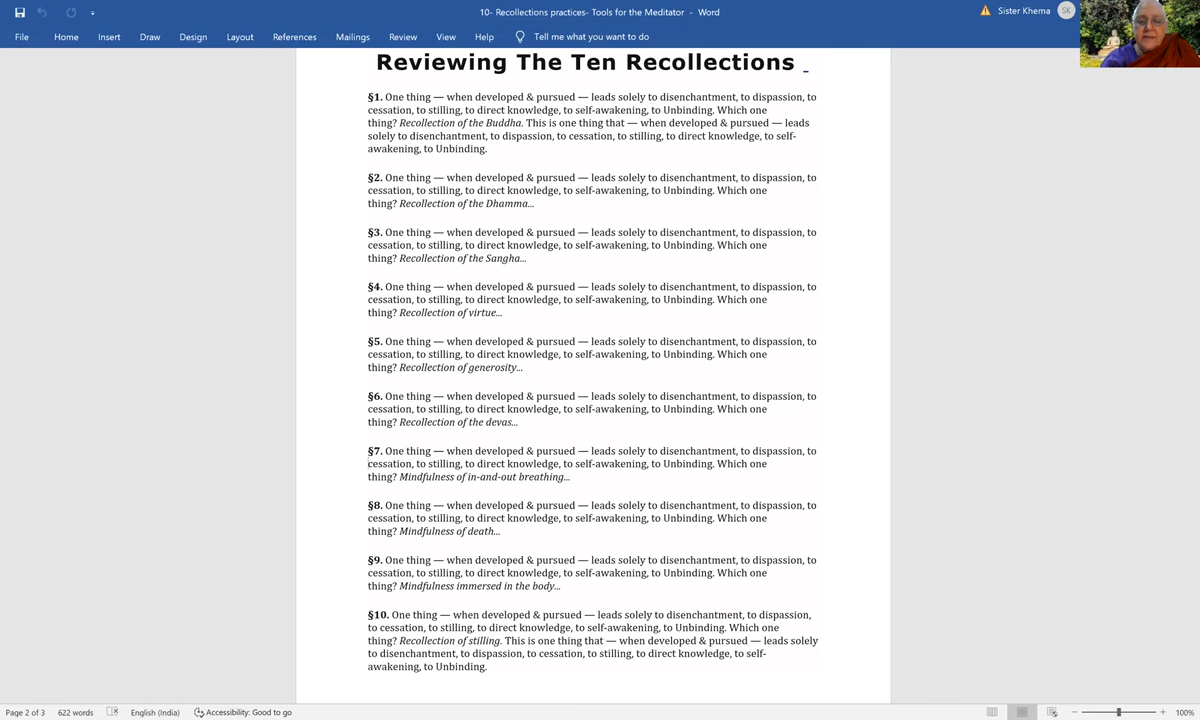 10- Recollections practices- Tools for the Meditator - Word
Sister Khema
SK
File Home Insert Draw Design Layout References Mailings Review View Help Tell me what you want to do
Reviewing The Ten Recollections
§1. One thing — when developed & pursued — leads solely to disenchantment, to dispassion, to
cessation, to stilling, to direct knowledge, to self-awakening, to Unbinding. Which one
thing? Recollection of the Buddha. This is one thing that — when developed & pursued — leads
solely to disenchantment, to dispassion, to cessation, to stilling, to direct knowledge, to self-
awakening, to Unbinding.
§2. One thing — when developed & pursued — leads solely to disenchantment, to dispassion, to
cessation, to stilling, to direct knowledge, to self-awakening, to Unbinding. Which one
thing? Recollection of the Dhamma...
§3. One thing — when developed & pursued — leads solely to disenchantment, to dispassion, to
cessation, to stilling, to direct knowledge, to self-awakening, to Unbinding. Which one
thing? Recollection of the Sangha...
§4. One thing — when developed & pursued — leads solely to disenchantment, to dispassion, to
cessation, to stilling, to direct knowledge, to self-awakening, to Unbinding. Which one
thing? Recollection of virtue...
§5. One thing — when developed & pursued — leads solely to disenchantment, to dispassion, to
cessation, to stilling, to direct knowledge, to self-awakening, to Unbinding. Which one
thing? Recollection of generosity...
§6. One thing — when developed & pursued — leads solely to disenchantment, to dispassion, to
cessation, to stilling, to direct knowledge, to self-awakening, to Unbinding. Which one
thing? Recollection of the devas...
§7. One thing — when developed & pursued — leads solely to disenchantment, to dispassion, to
cessation, to stilling, to direct knowledge, to self-awakening, to Unbinding. Which one
thing? Mindfulness of in-and-out breathing...
§8. One thing — when developed & pursued — leads solely to disenchantment, to dispassion, to
cessation, to stilling, to direct knowledge, to self-awakening, to Unbinding. Which one
thing? Mindfulness of death...
§9. One thing — when developed & pursued — leads solely to disenchantment, to dispassion, to
cessation, to stilling, to direct knowledge, to self-awakening, to Unbinding. Which one
thing? Mindfulness immersed in the body...
§10. One thing — when developed & pursued — leads solely to disenchantment, to dispassion,
to cessation, to stilling, to direct knowledge, to self-awakening, to Unbinding. Which one
thing? Recollection of stilling. This is one thing that — when developed & pursued — leads solely
to disenchantment, to dispassion, to cessation, to stilling, to direct knowledge, to self-
awakening, to Unbinding.
Page 2 of 3 622 words English (India) Accessibility: Good to go 100%